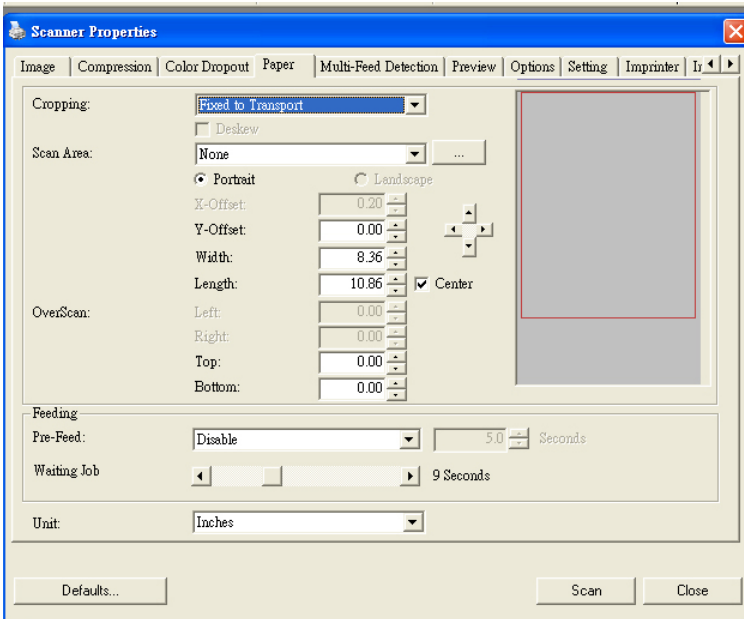 Scanner Properties
Image Compression Color Dropout Paper Multi-Feed Detection Preview Options Setting Imprinter
Cropping: Fixed to Transport
Deskew
Scan Area: None ...
Portrait Landscape
X-Offset: 0.20
Y-Offset: 0.00
Width: 8.36
Length: 10.86 Center
OverScan: Left: 0.00
Right: 0.00
Top: 0.00
Bottom: 0.00
Feeding
Pre-Feed: Disable 5.0 Seconds
Waiting Job 9 Seconds
Unit: Inches
Defaults... Scan Close